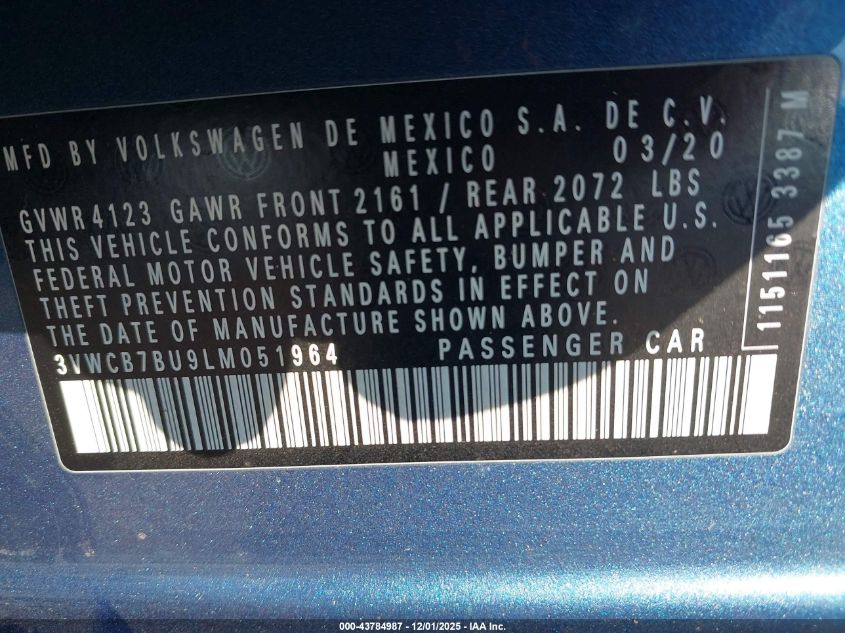 MFD BY VOLKSWAGEN DE MEXICO S.A. DE C.V.
MEXICO 03/20
GVWR 4123 GAWR FRONT 2161 / REAR 2072 LBS
THIS VEHICLE CONFORMS TO ALL APPLICABLE U.S.
FEDERAL MOTOR VEHICLE SAFETY, BUMPER AND
THEFT PREVENTION STANDARDS IN EFFECT ON
THE DATE OF MANUFACTURE SHOWN ABOVE.
3VWCB7BU9LM051964 PASSENGER CAR
1151165 3387 M
000-43784987 - 12/01/2025 - IAA Inc.